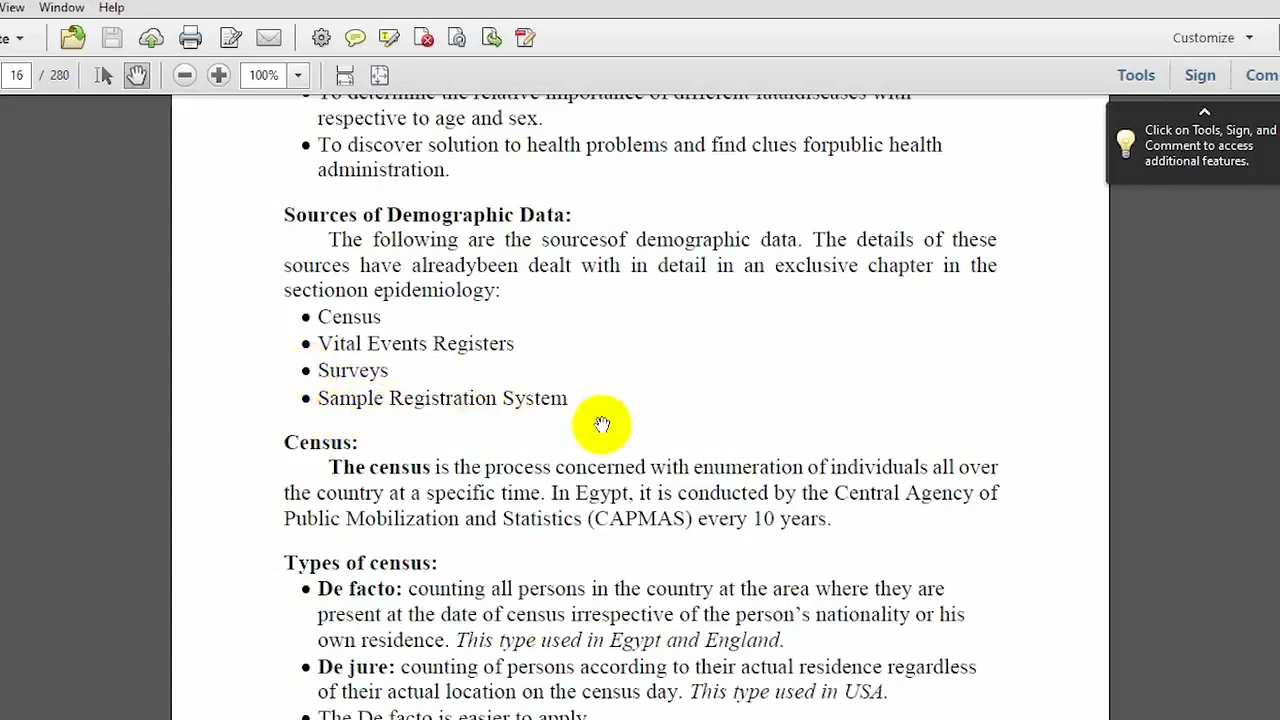 View Window Help
Customize
16 / 280 100% Tools Sign Com
Click on Tools, Sign, and
Comment to access
additional features.
respective to age and sex.
• To discover solution to health problems and find clues forpublic health
administration.
Sources of Demographic Data:
The following are the sourcesof demographic data. The details of these
sources have alreadybeen dealt with in detail in an exclusive chapter in the
sectionon epidemiology:
• Census
• Vital Events Registers
• Surveys
• Sample Registration System
Census:
The census is the process concerned with enumeration of individuals all over
the country at a specific time. In Egypt, it is conducted by the Central Agency of
Public Mobilization and Statistics (CAPMAS) every 10 years.
Types of census:
• De facto: counting all persons in the country at the area where they are
present at the date of census irrespective of the person's nationality or his
own residence. This type used in Egypt and England.
• De jure: counting of persons according to their actual residence regardless
of their actual location on the census day. This type used in USA.
• The De facto is easier to apply